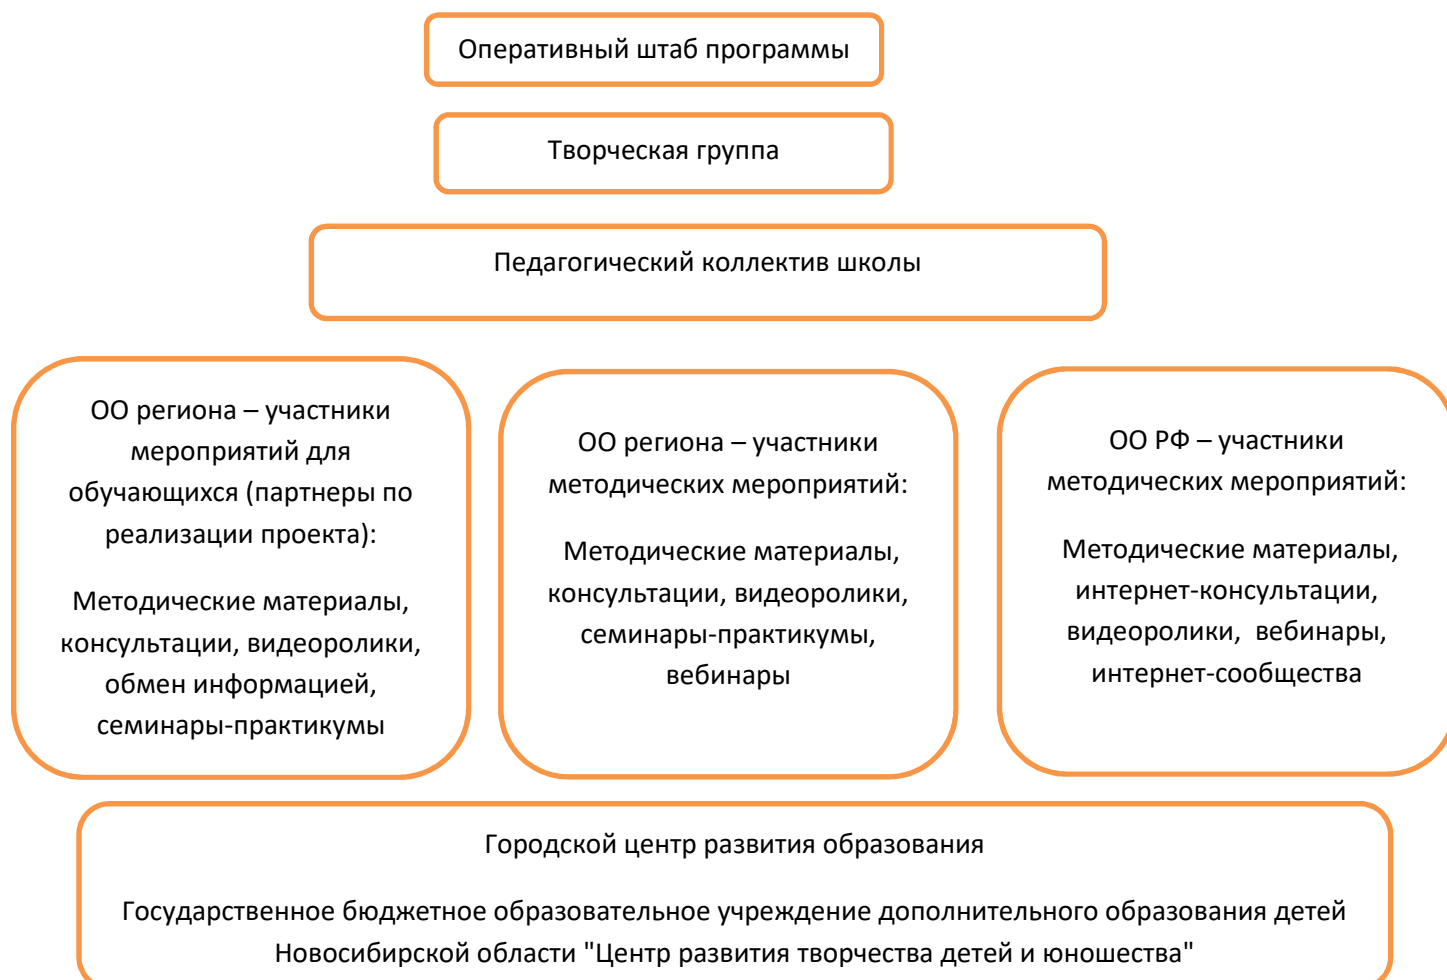 Оперативный штаб программы
Творческая группа
Педагогический коллектив школы
ОО региона – участники
мероприятий для
обучающихся (партнеры по
реализации проекта):
Методические материалы,
консультации, видеоролики,
обмен информацией,
семинары-практикумы
ОО региона – участники
методических мероприятий:
Методические материалы,
консультации, видеоролики,
семинары-практикумы,
вебинары
ОО РФ – участники
методических мероприятий:
Методические материалы,
интернет-консультации,
видеоролики, вебинары,
интернет-сообщества
Городской центр развития образования
Государственное бюджетное образовательное учреждение дополнительного образования детей
Новосибирской области "Центр развития творчества детей и юношества"